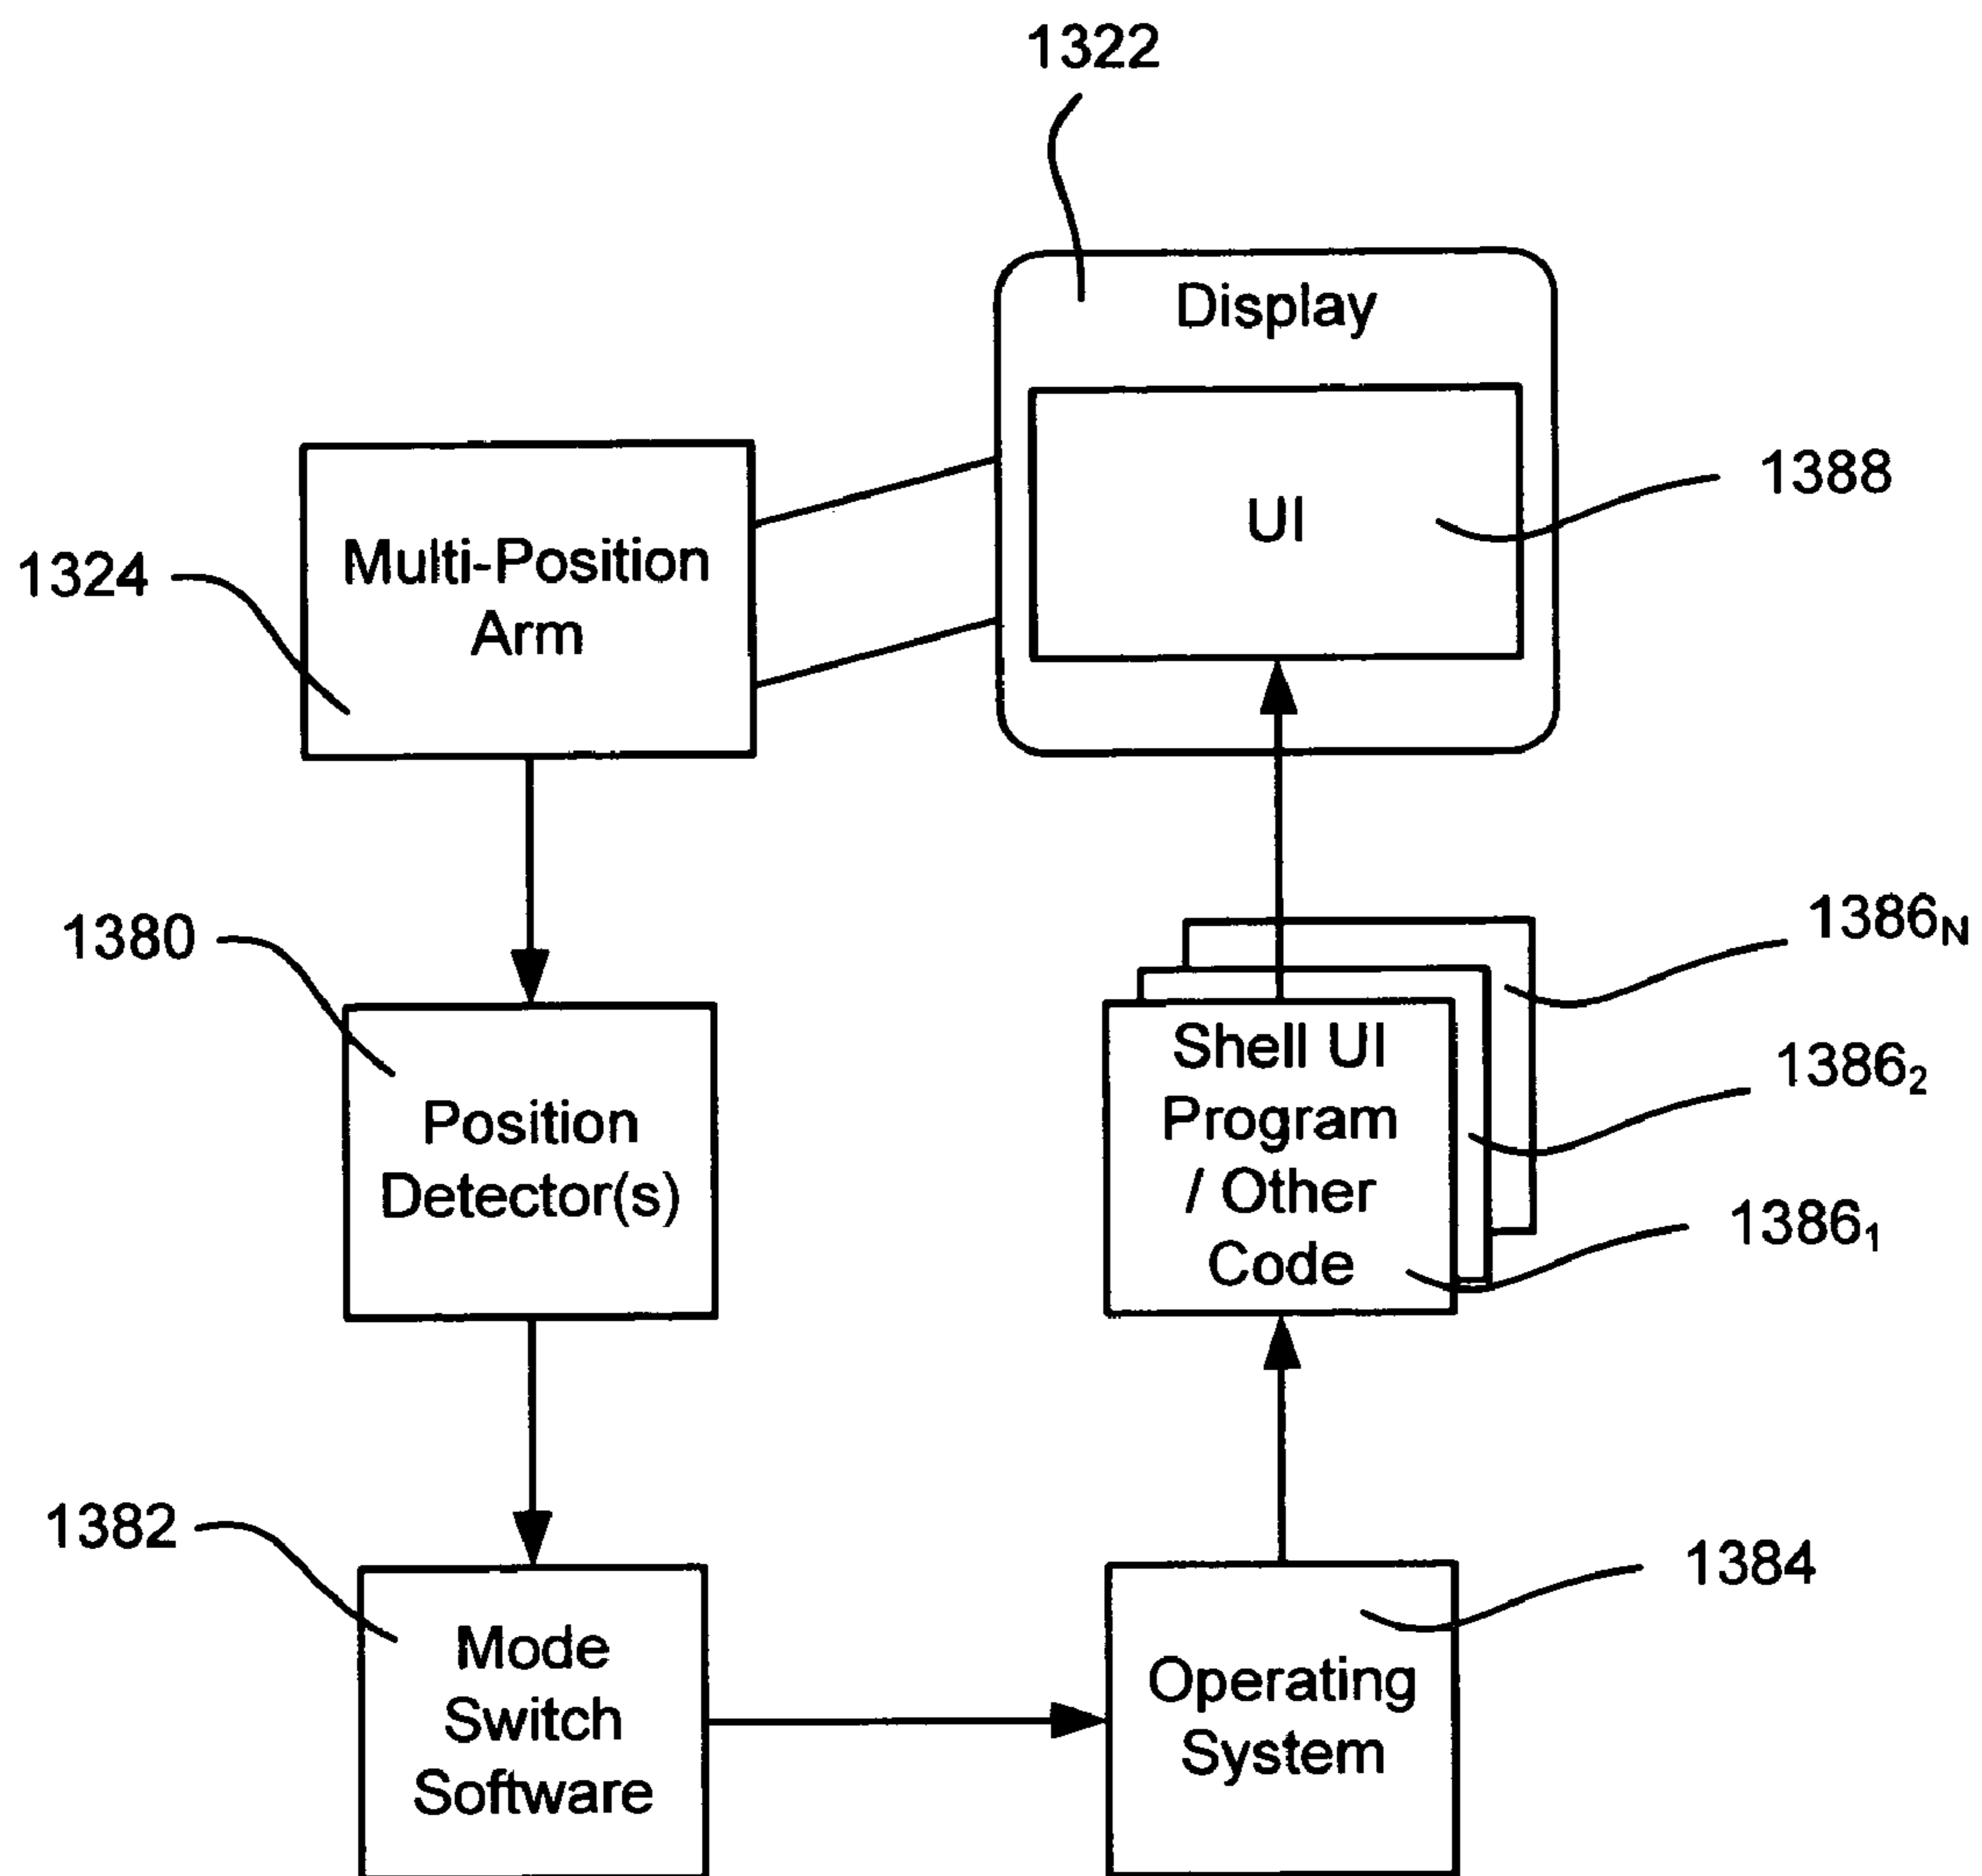 1322
Display
UI
1388
Multi-Position
Arm
1324
1380
Position
Detector(s)
1386N
13862
13861
Shell UI
Program
/ Other
Code
1382
Mode
Switch
Software
1384
Operating
System